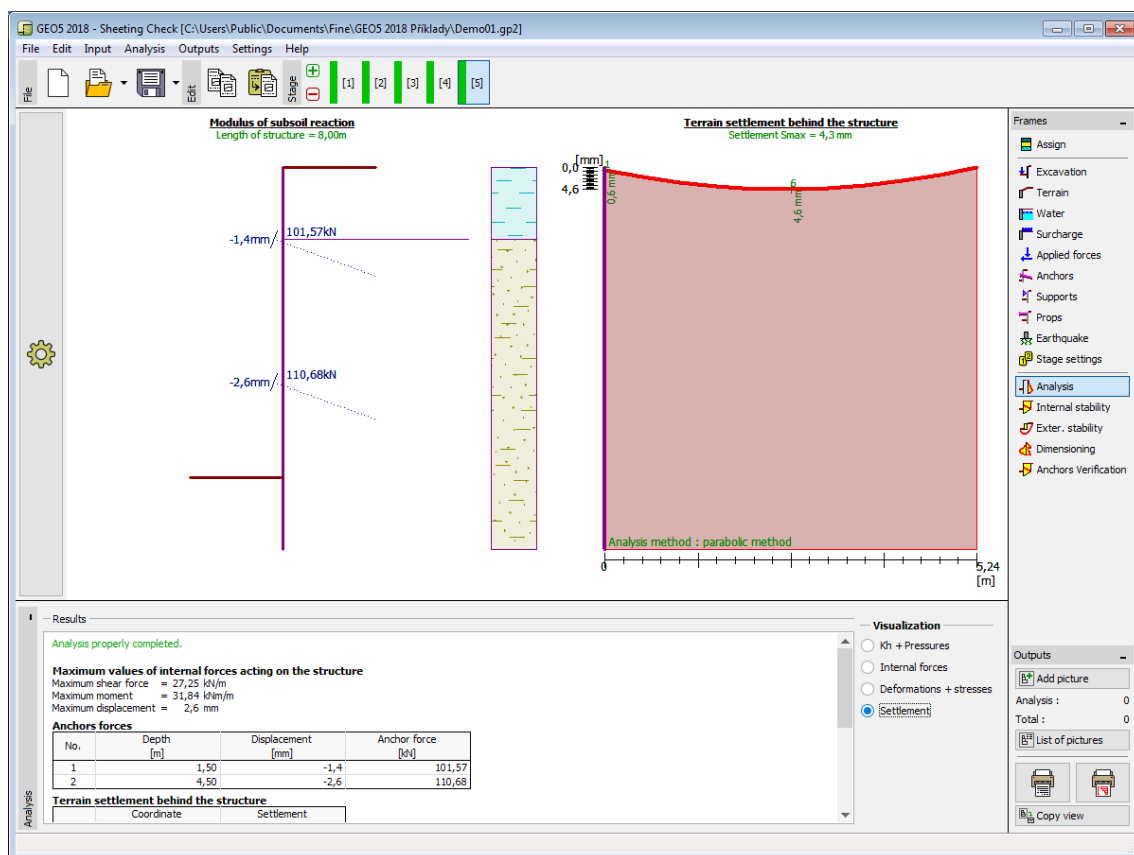 GEO5 2018 - Sheeting Check [C:\Users\Public\Documents\Fine\GEO5 2018 Příklady\Demo01.gp2]
File Edit Input Analysis Outputs Settings Help
File
Edit
Stage
[1] [2] [3] [4] [5]
Modulus of subsoil reaction
Length of structure = 8,00m
-1,4mm
101,57kN
-2,6mm
110,68kN
Terrain settlement behind the structure
Settlement Smax = 4,3 mm
[mm]
0,0
4,6
1
0,6 mm
6
4,6 mm
Analysis method : parabolic method
0
5,24
[m]
Frames
Assign
Excavation
Terrain
Water
Surcharge
Applied forces
Anchors
Supports
Props
Earthquake
Stage settings
Analysis
Internal stability
Exter. stability
Dimensioning
Anchors Verification
Analysis
Results
Analysis properly completed.
Maximum values of internal forces acting on the structure
Maximum shear force = 27,25 kN/m
Maximum moment = 31,84 kNm/m
Maximum displacement = 2,6 mm
Anchors forces
No. Depth Displacement Anchor force
[m] [mm] [kN]
1 1,50 -1,4 101,57
2 4,50 -2,6 110,68
Terrain settlement behind the structure
Coordinate Settlement
Visualization
Kh + Pressures
Internal forces
Deformations + stresses
Settlement
Outputs
Add picture
Analysis : 0
Total : 0
List of pictures
Copy view